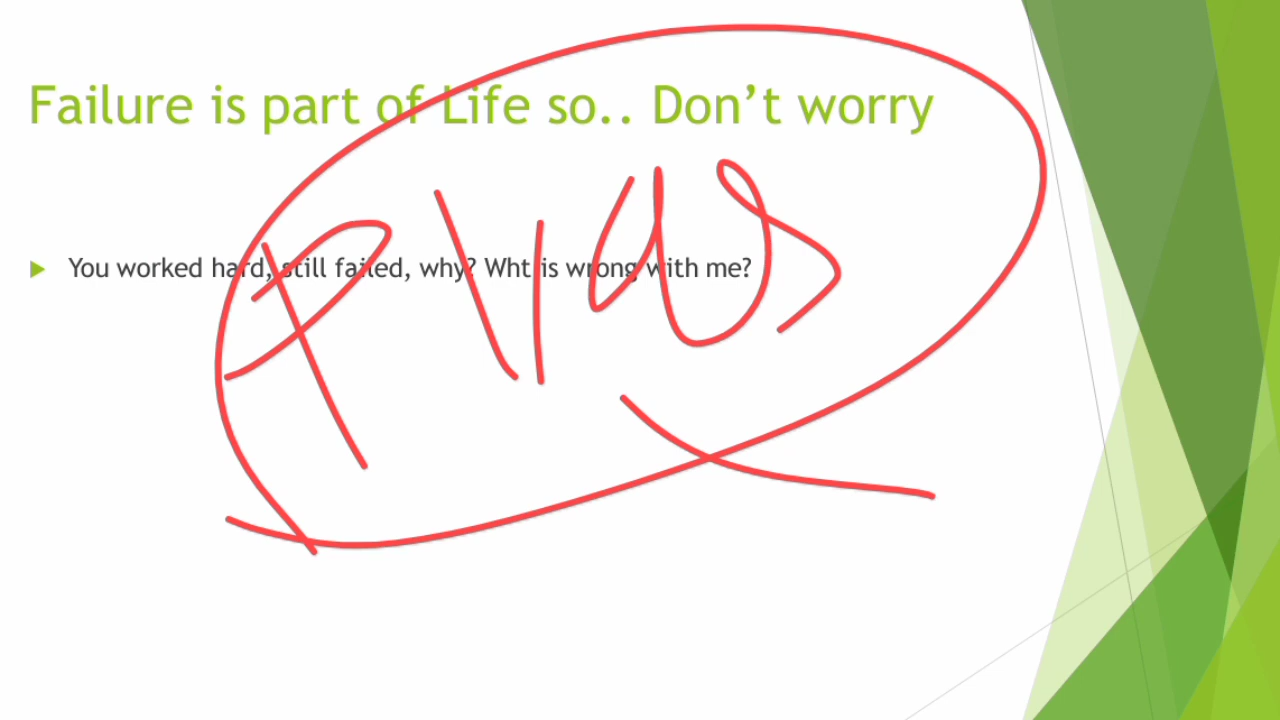 Failure is part of Life so.. Don’t worry
You worked hard, still failed, why? Wht is wrong with me?